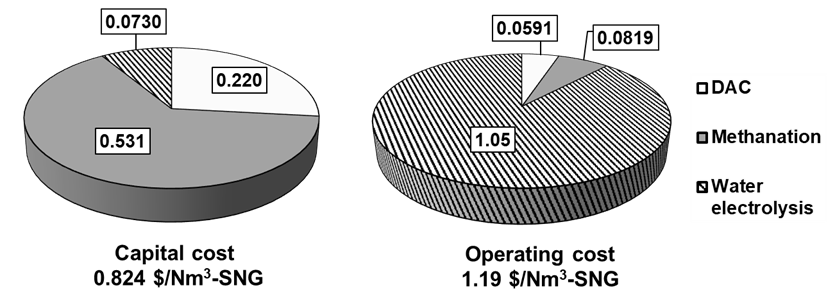 0.0730
0.220
0.531
Capital cost
0.824 $/Nm³-SNG
0.0591
0.0819
1.05
Operating cost
1.19 $/Nm³-SNG
DAC
Methanation
Water
electrolysis